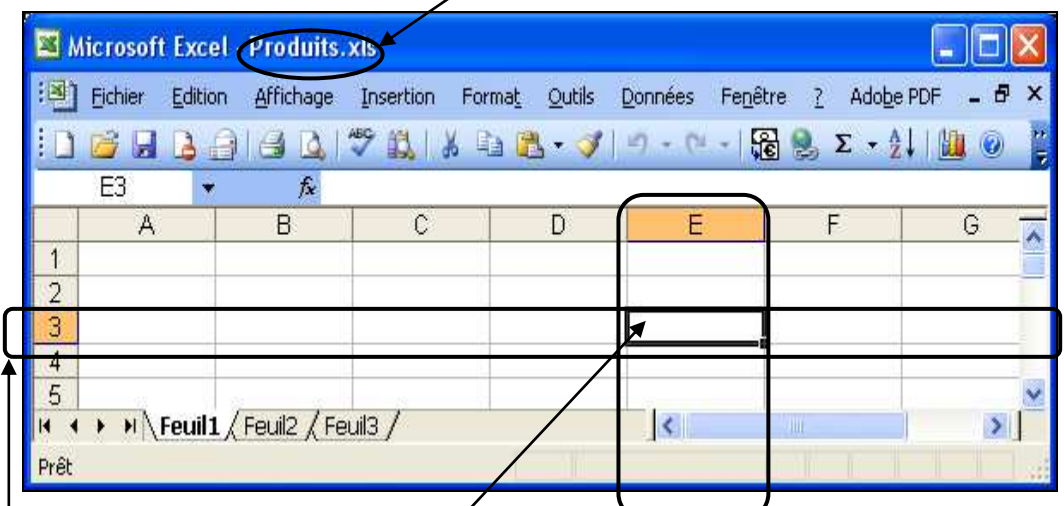 Microsoft Excel - Produits.xls
Fichier Edition Affichage Insertion Format Outils Données Fenêtre ? Adobe PDF
ABC Σ A Z
E3 fx
A B C D E F G
1
2
3
4
5
Feuil1 Feuil2 Feuil3
Prêt